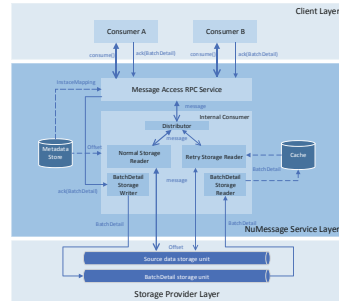 Client Layer
Consumer A
Consumer B
consume()
ack(BatchDetail)
consume()
ack(BatchDetail)
InstanceMapping
Message Access RPC Service
message
Internal Consumer
Distributor
Metadata
Store
Offset
message
Normal Storage
Reader
Retry Storage Reader
Cache
BatchDetail
Storage
Writer
message
BatchDetail
Storage
Reader
BatchDetail
ack(BatchDetail)
BatchDetail
BatchDetail
NuMessage Service Layer
Offset
Source data storage unit
BatchDetail storage unit
Storage Provider Layer